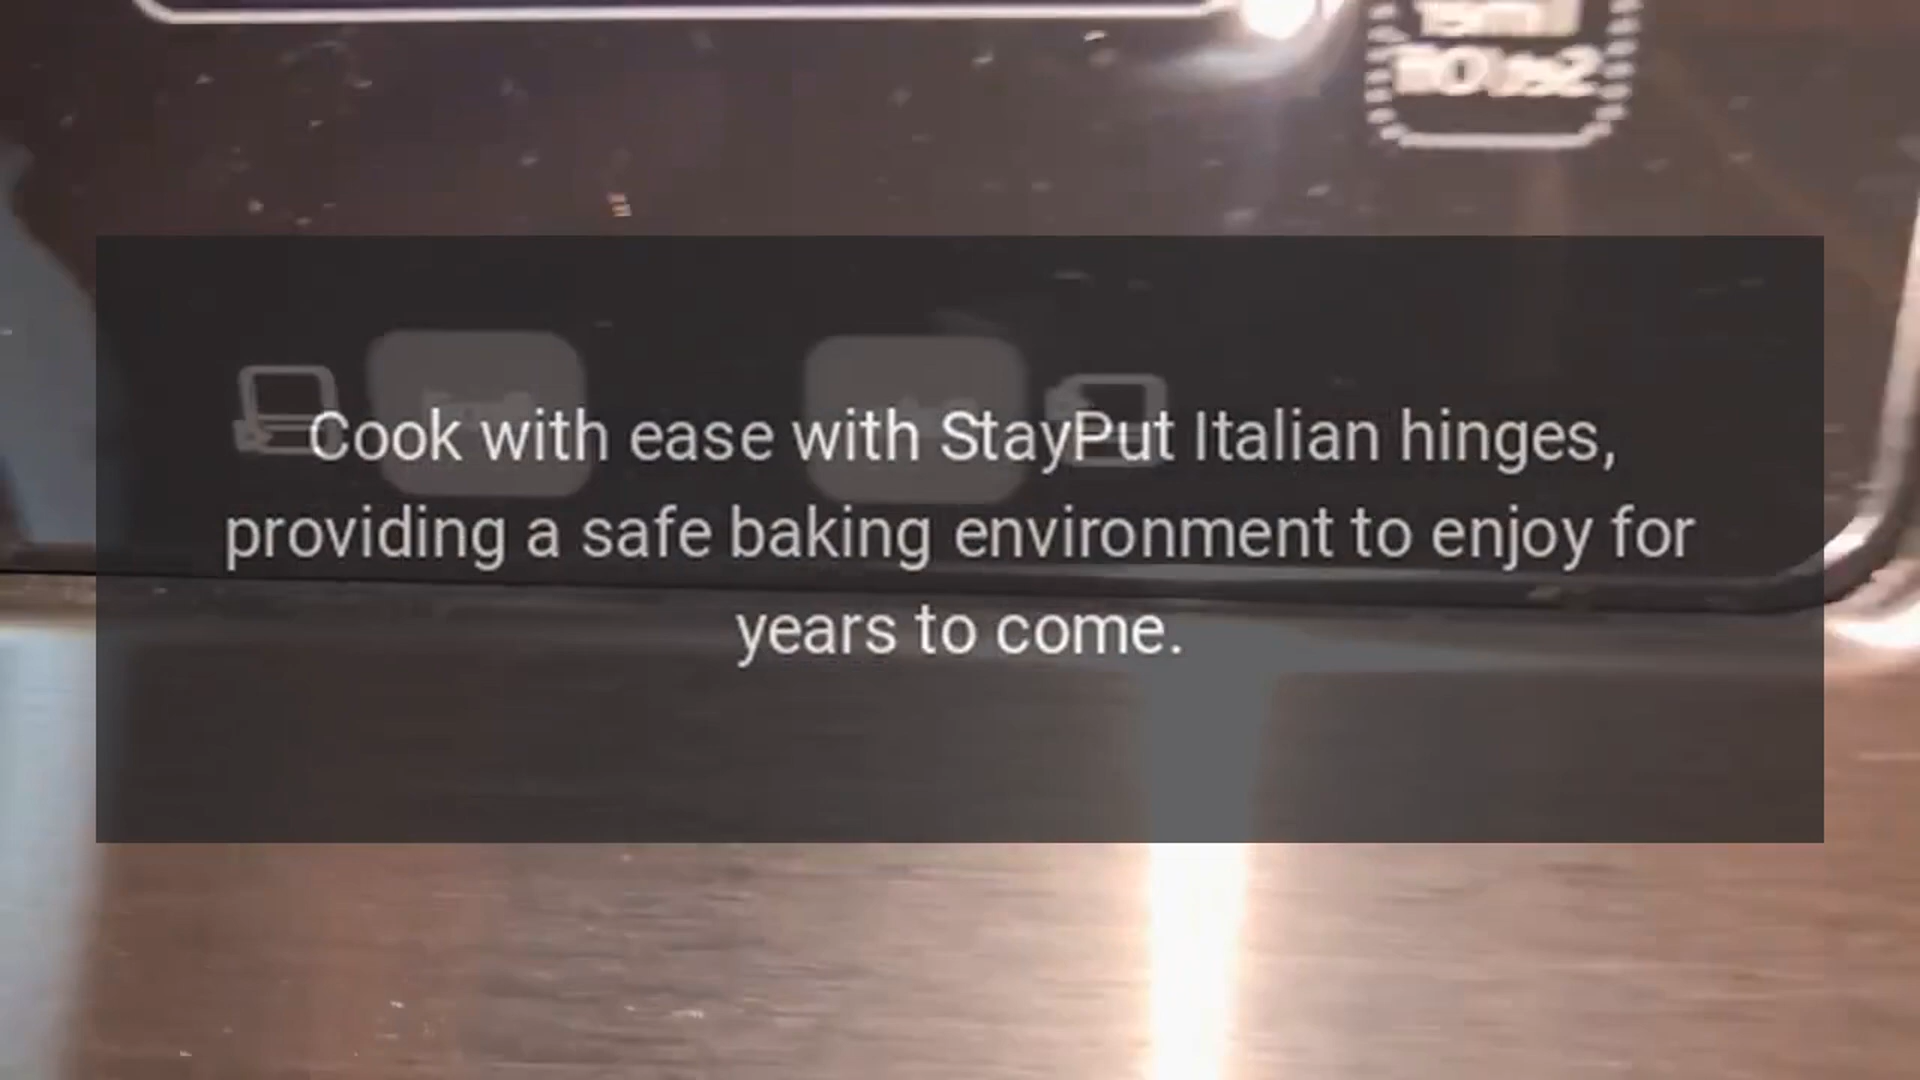 Cook with ease with StayPut Italian hinges,
providing a safe baking environment to enjoy for
years to come.